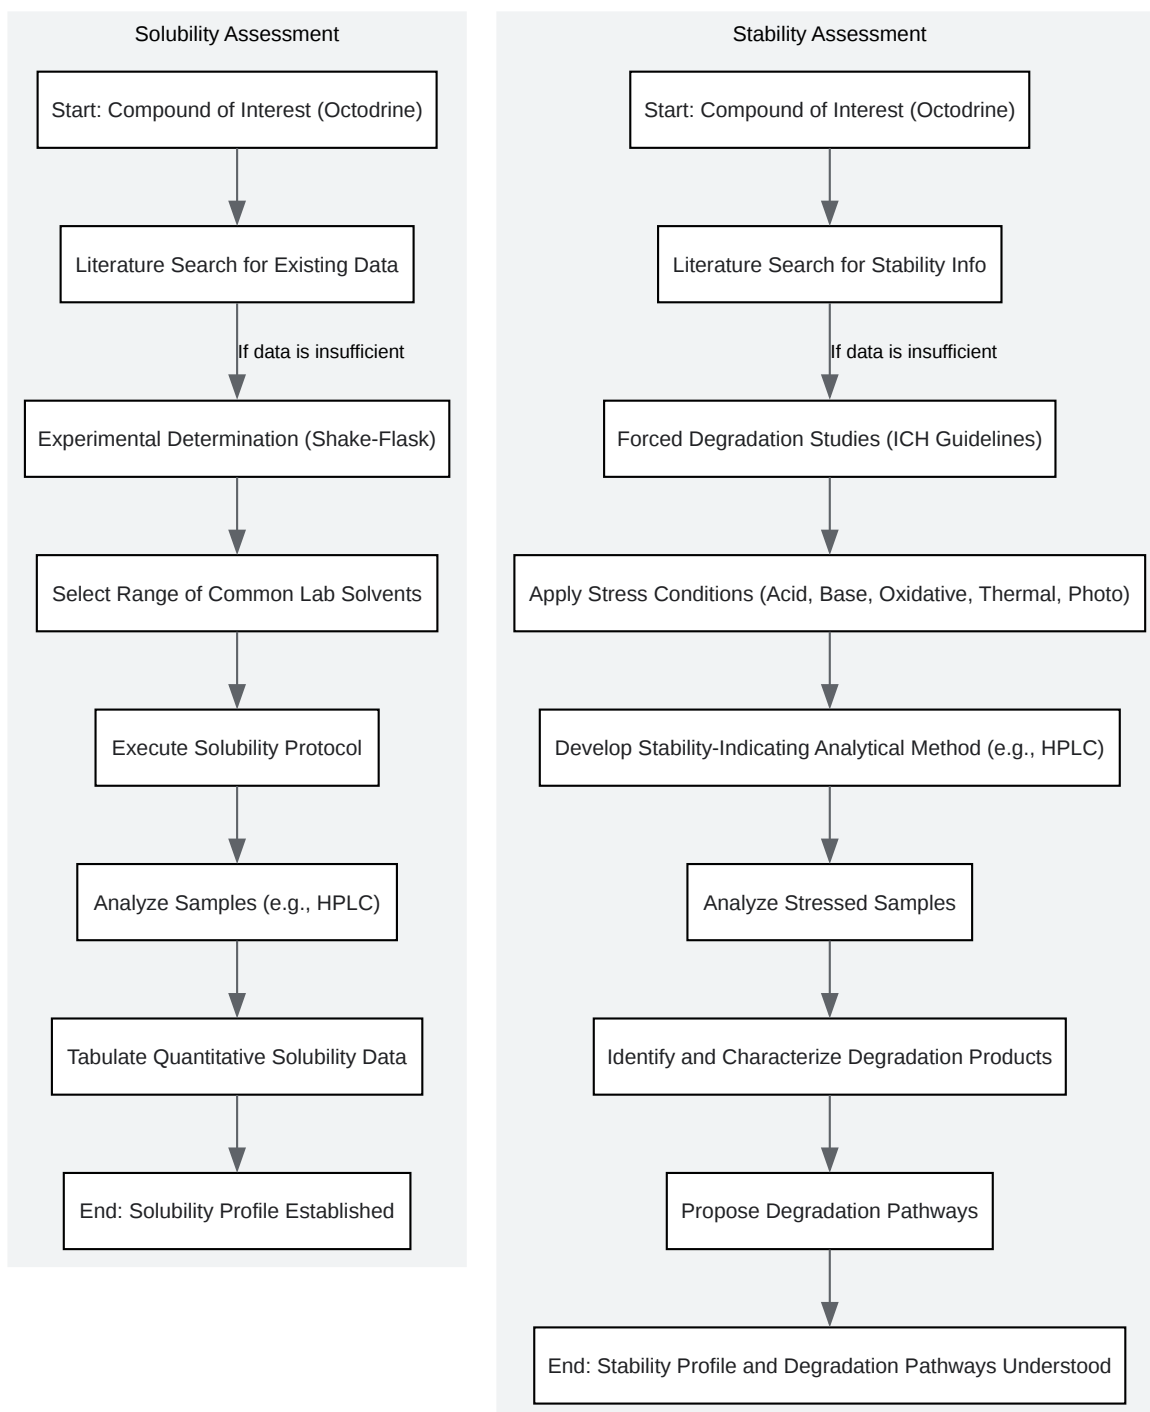 Solubility Assessment
Start: Compound of Interest (Octodrine)
Literature Search for Existing Data
If data is insufficient
Experimental Determination (Shake-Flask)
Select Range of Common Lab Solvents
Execute Solubility Protocol
Analyze Samples (e.g., HPLC)
Tabulate Quantitative Solubility Data
End: Solubility Profile Established
Stability Assessment
Start: Compound of Interest (Octodrine)
Literature Search for Stability Info
If data is insufficient
Forced Degradation Studies (ICH Guidelines)
Apply Stress Conditions (Acid, Base, Oxidative, Thermal, Photo)
Develop Stability-Indicating Analytical Method (e.g., HPLC)
Analyze Stressed Samples
Identify and Characterize Degradation Products
Propose Degradation Pathways
End: Stability Profile and Degradation Pathways Understood